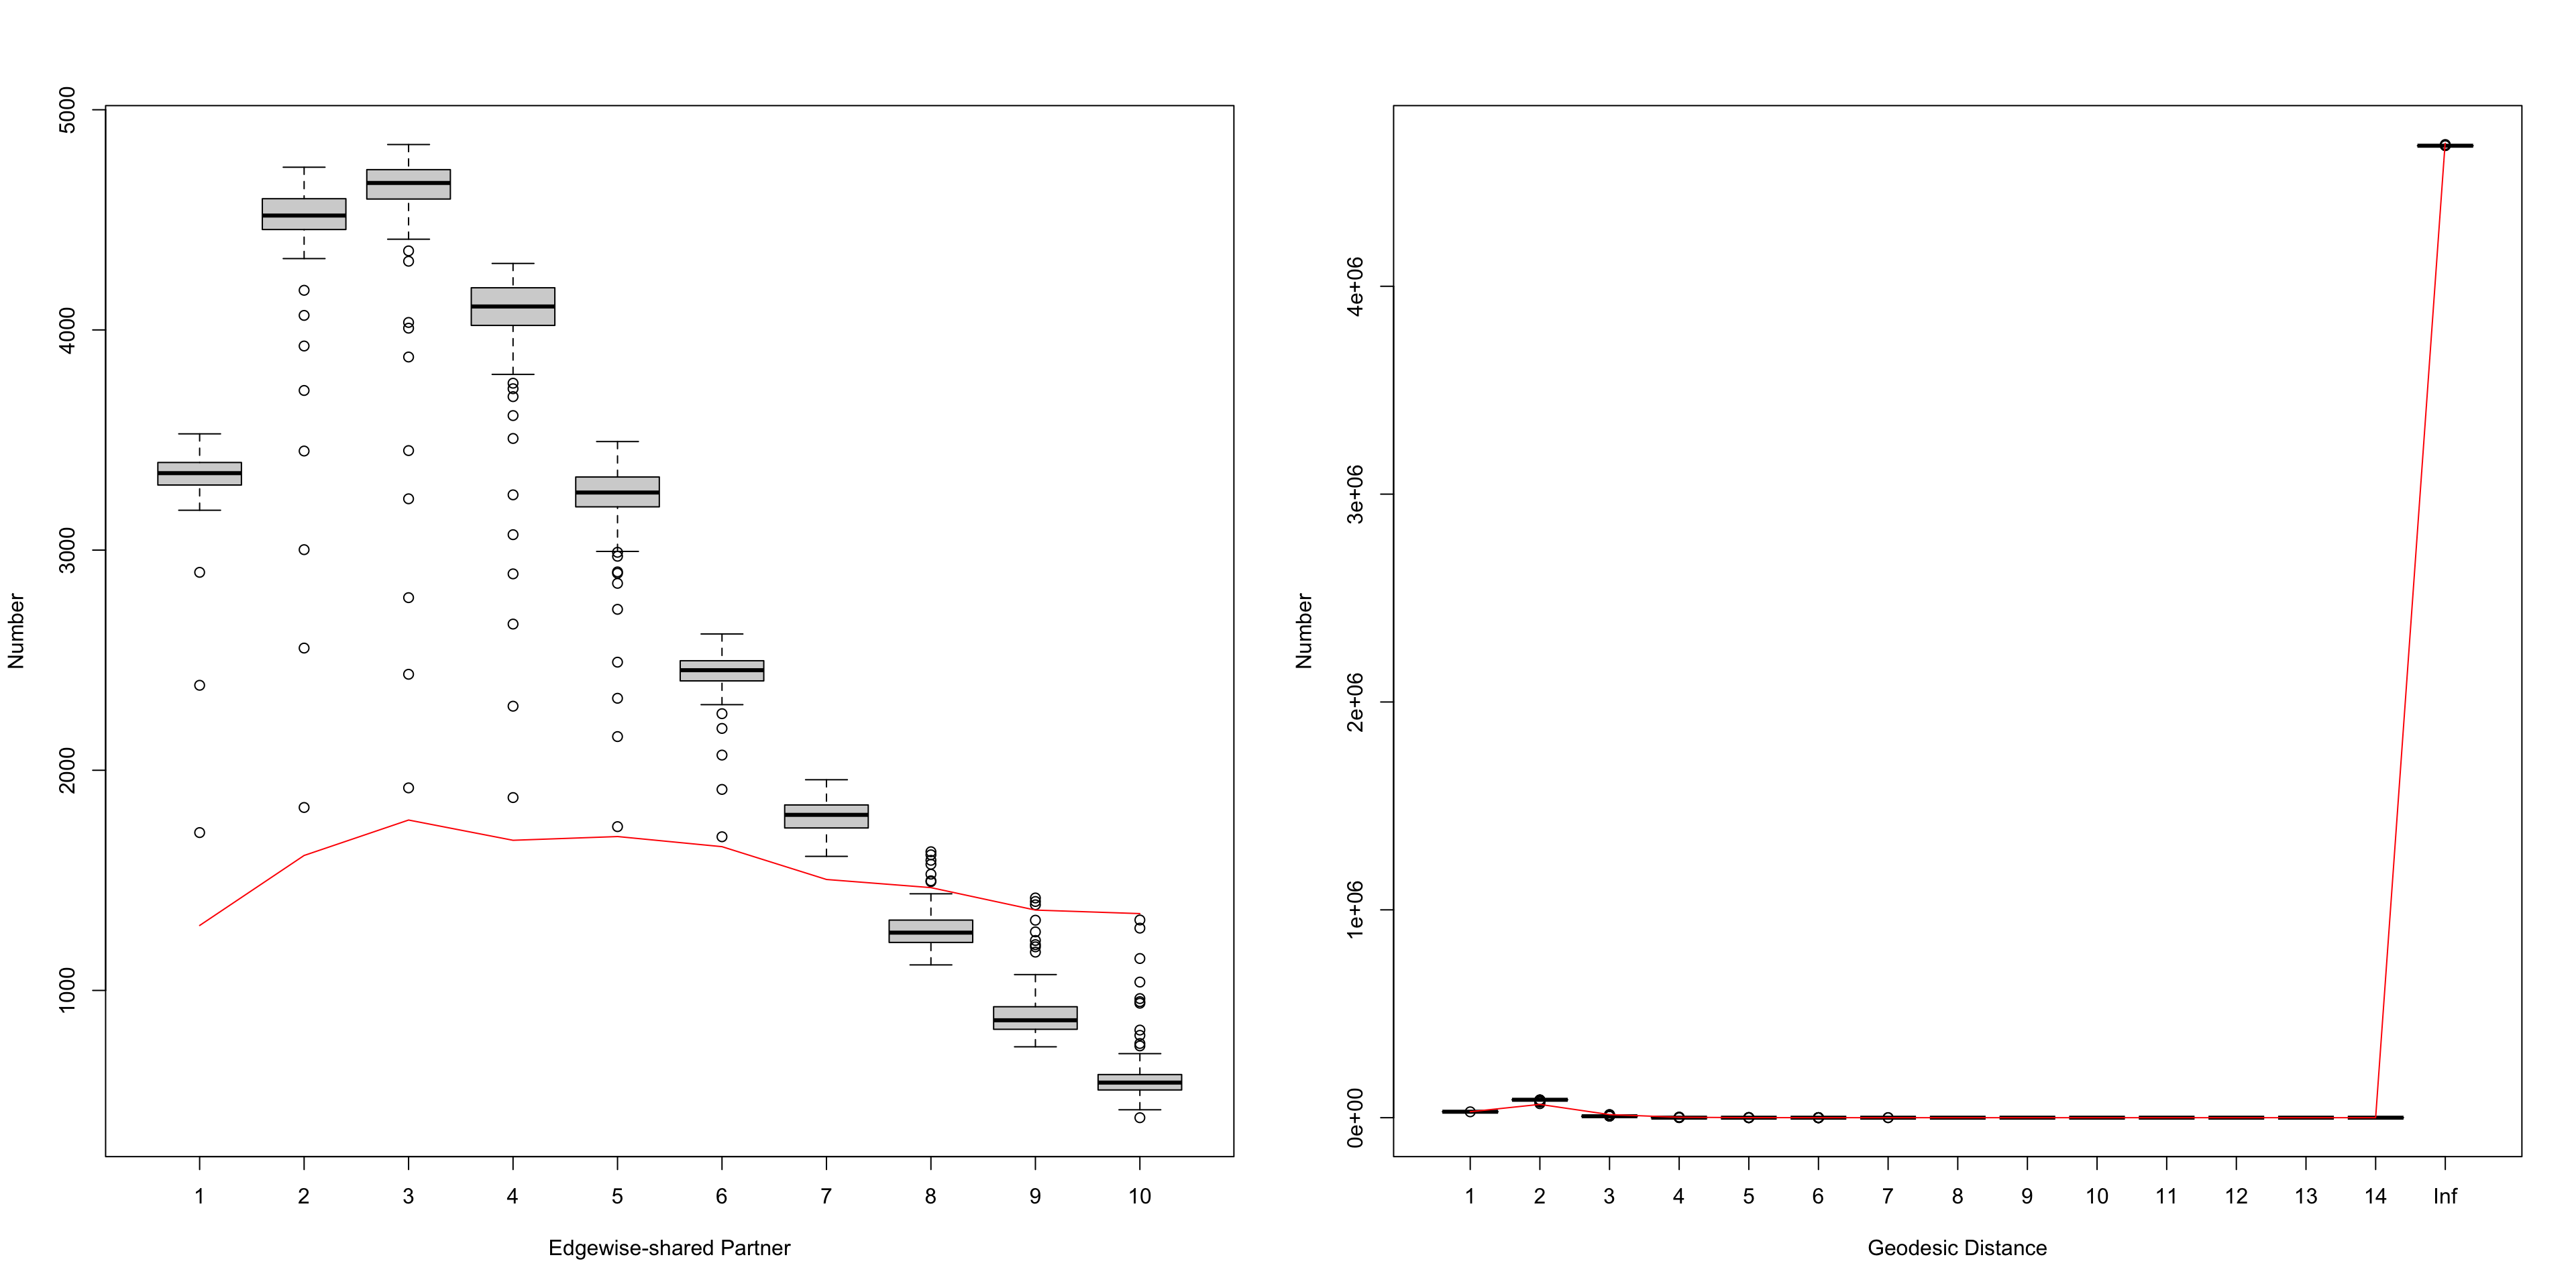 Number
5000
4000
3000
2000
1000
1 2 3 4 5 6 7 8 9 10
Edgewise-shared Partner
Number
4e+06
3e+06
2e+06
1e+06
0e+00
1 2 3 4 5 6 7 8 9 10 11 12 13 14 Inf
Geodesic Distance